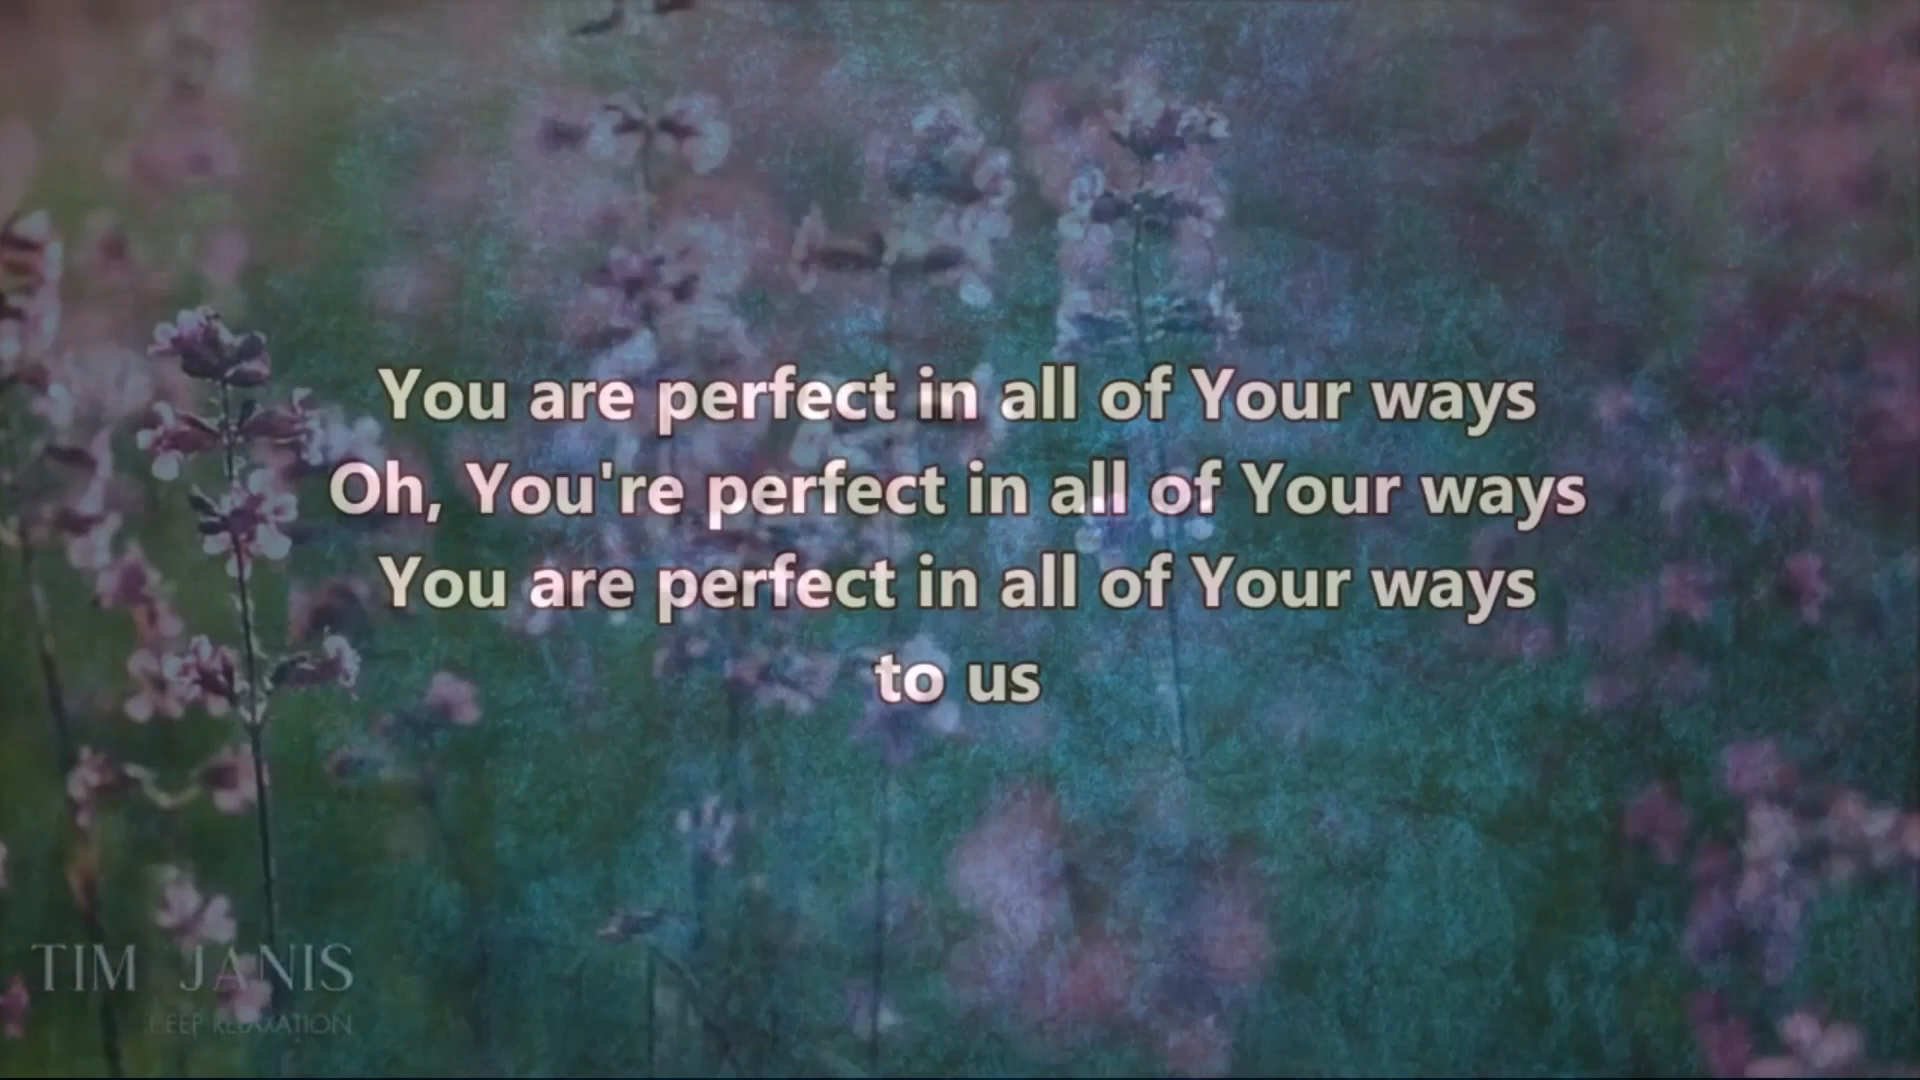 You are perfect in all of Your ways
Oh, You're perfect in all of Your ways
You are perfect in all of Your ways
to us
TIM JANIS
DEEP RELAXATION